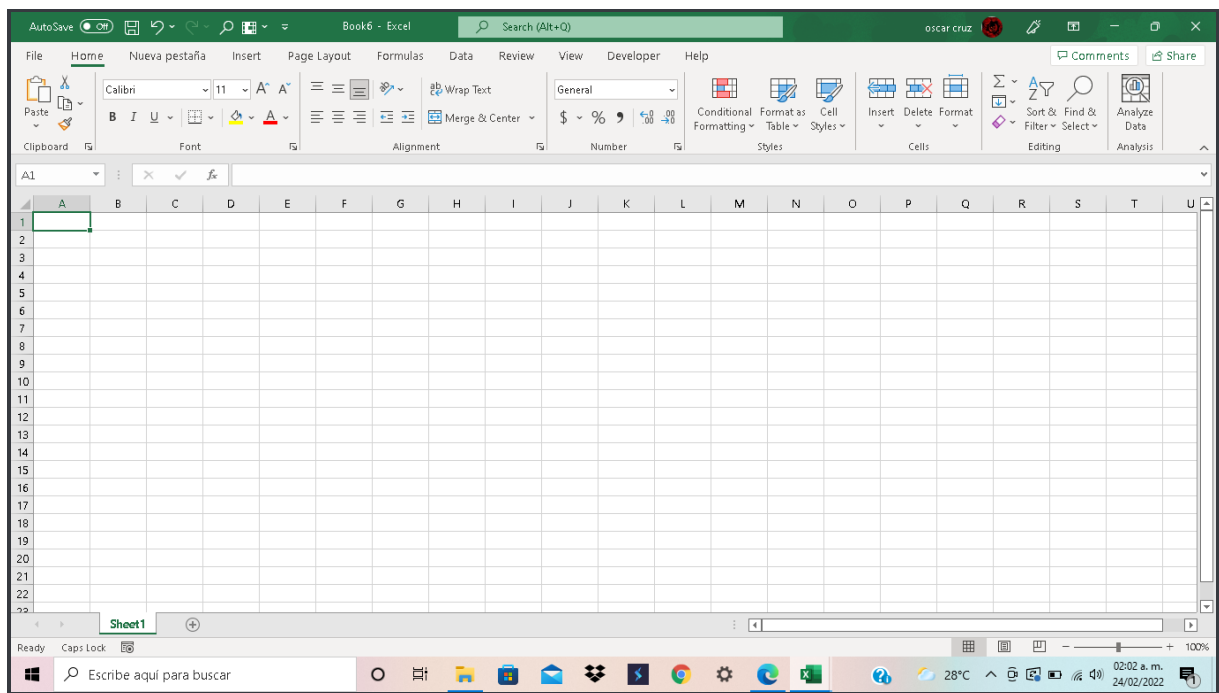 AutoSave Off Book6 - Excel Search (Alt+Q) oscar cruz
File Home Nueva pestaña Insert Page Layout Formulas Data Review View Developer Help Comments Share
Paste Calibri 11 A^ A˅ ab Wrap Text General Conditional Formatting Format as Table Cell Styles Insert Delete Format Σ Sort & Filter Find & Select Analyze Data
B I U A Merge & Center $ % 9
Clipboard Font Alignment Number Styles Cells Editing Analysis
A1 fx
A B C D E F G H I J K L M N O P Q R S T U
1
2
3
4
5
6
7
8
9
10
11
12
13
14
15
16
17
18
19
20
21
22
23
Sheet1
Ready Caps Lock 100%
Escribe aquí para buscar 28°C 02:02 a. m.
24/02/2022